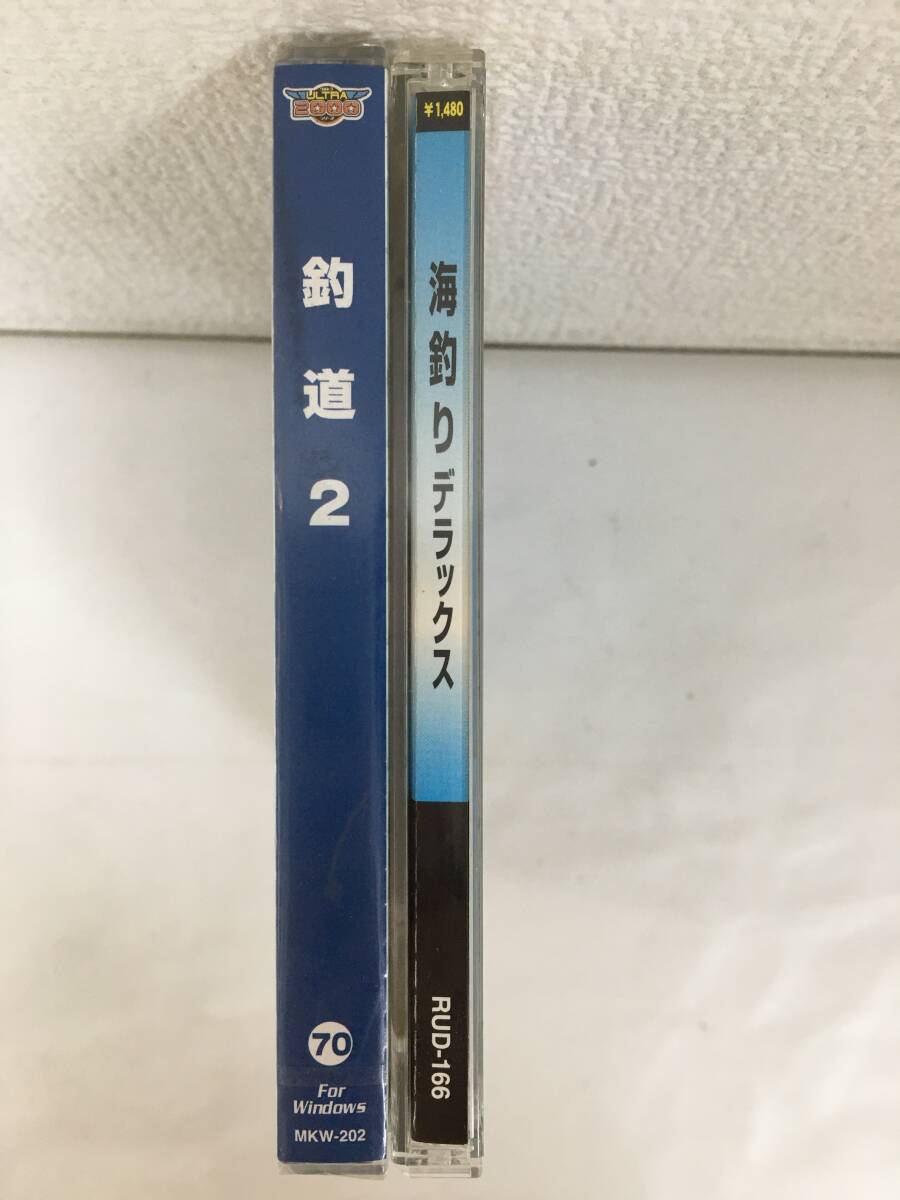 ULTRA
2000
釣道2
70
For
Windows
MKW-202
¥1,480
海釣りデラックス
RUD-166